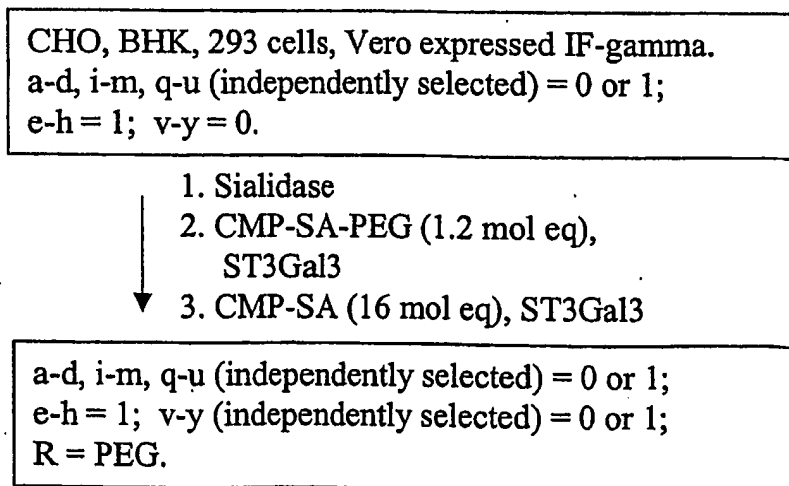 CHO, BHK, 293 cells, Vero expressed IF-gamma.
a-d, i-m, q-u (independently selected) = 0 or 1;
e-h = 1; v-y = 0.
1. Sialidase
2. CMP-SA-PEG (1.2 mol eq),
ST3Gal3
3. CMP-SA (16 mol eq), ST3Gal3
a-d, i-m, q-u (independently selected) = 0 or 1;
e-h = 1; v-y (independently selected) = 0 or 1;
R = PEG.